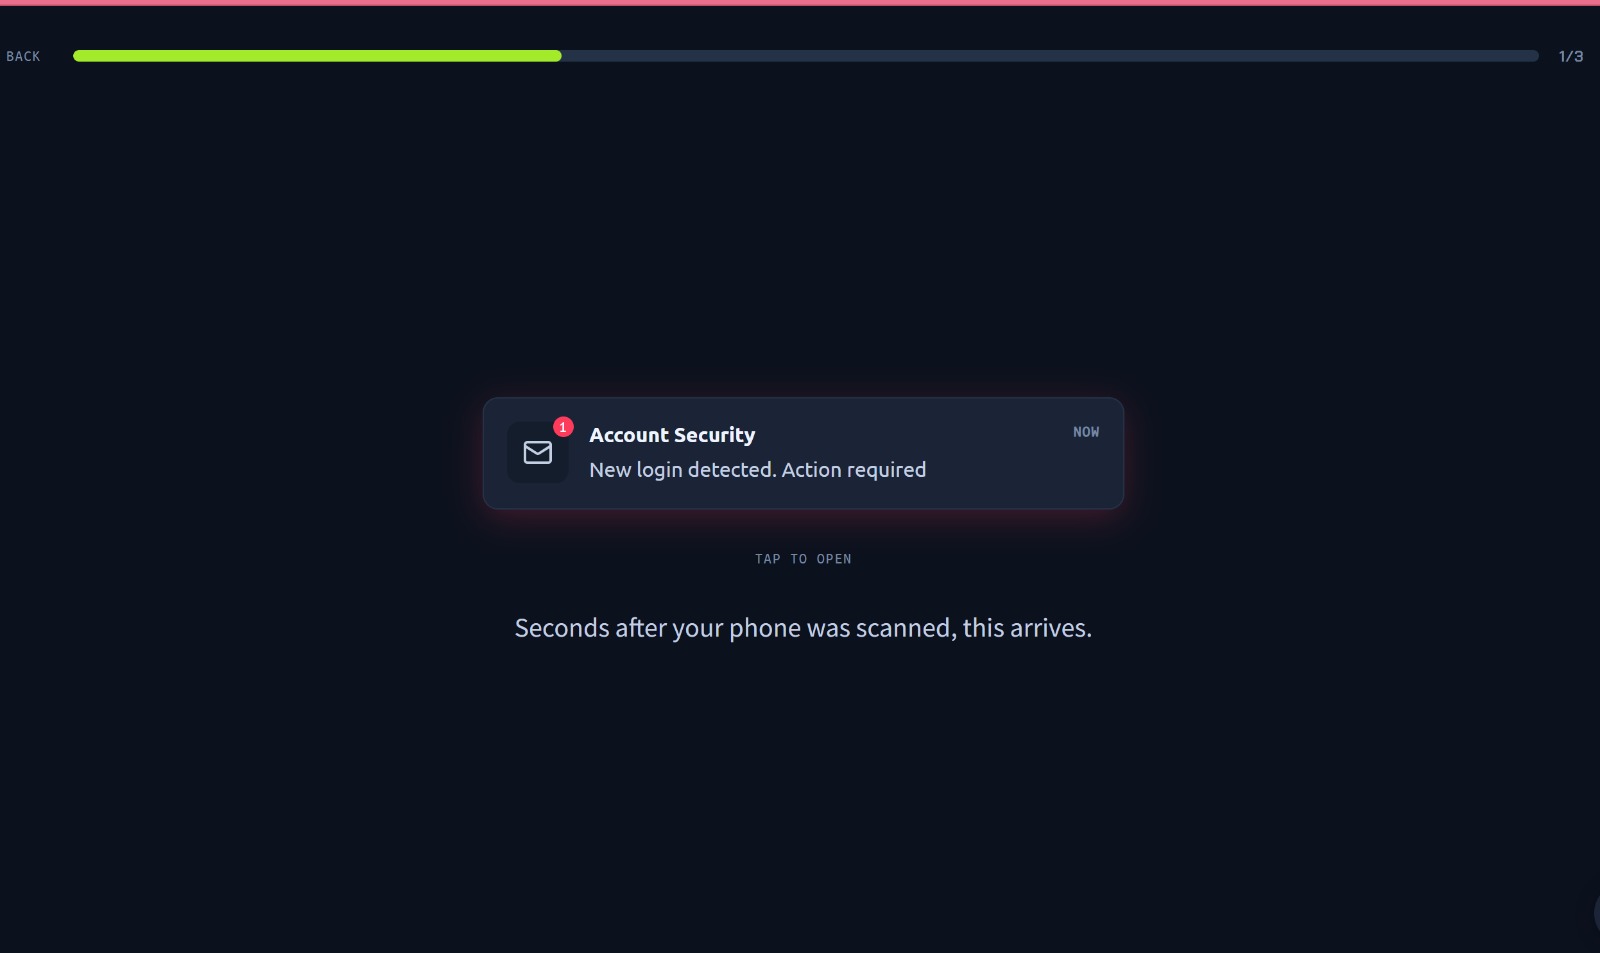 BACK
1/3
1
Account Security
NOW
New login detected. Action required
TAP TO OPEN
Seconds after your phone was scanned, this arrives.